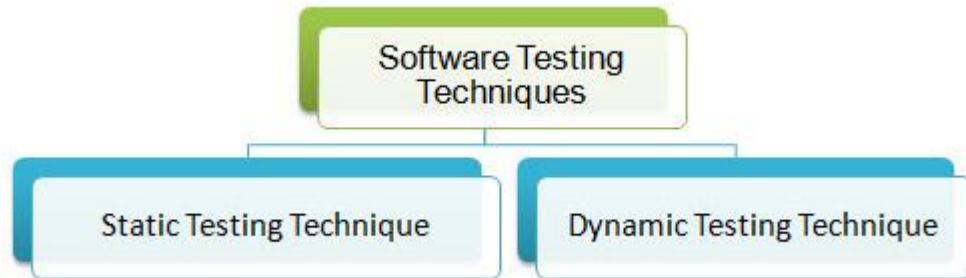 Software Testing
Techniques
Static Testing Technique
Dynamic Testing Technique